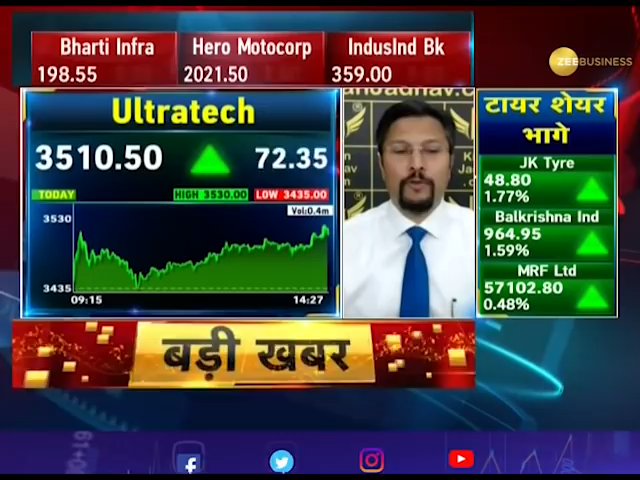 Bharti Infra
198.55
Hero Motocorp
2021.50
IndusInd Bk
359.00
ZEEBUSINESS
Ultratech
3510.50 72.35
TODAY HIGH 3530.00 LOW 3435.00
Vol:0.4m
3530
3435
09:15 14:27
टायर शेयर
भागे
JK Tyre
48.80
1.77%
Balkrishna Ind
964.95
1.59%
MRF Ltd
57102.80
0.48%
बड़ी खबर